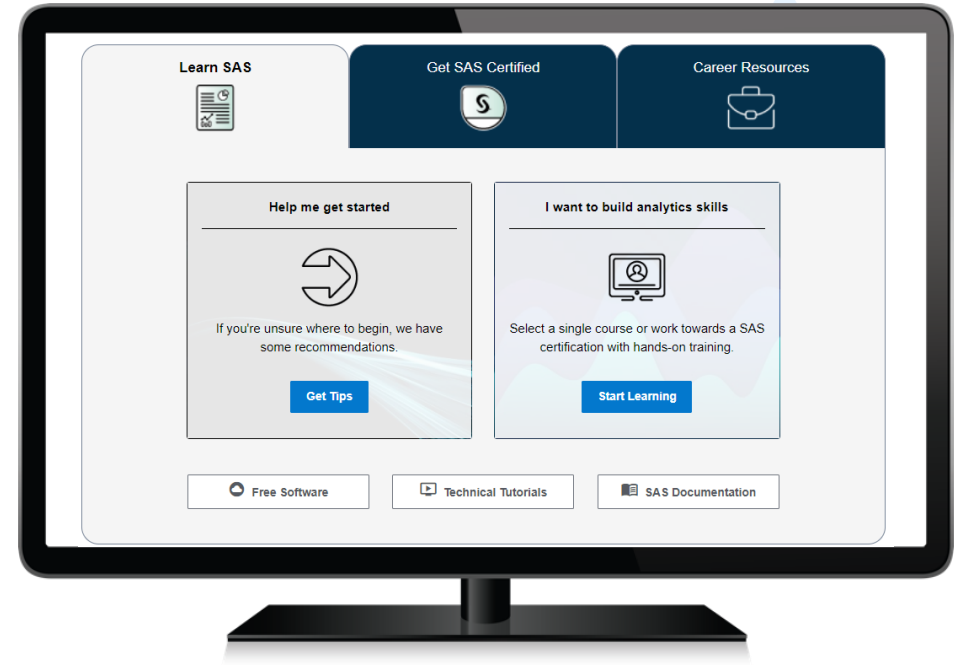 Learn SAS
Get SAS Certified
Career Resources
Help me get started
I want to build analytics skills
If you're unsure where to begin, we have
some recommendations.
Select a single course or work towards a SAS
certification with hands-on training.
Get Tips
Start Learning
Free Software
Technical Tutorials
SAS Documentation